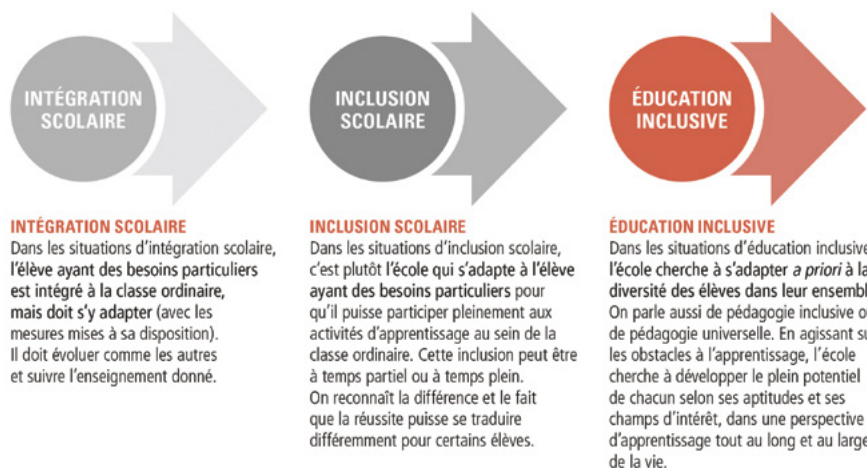 INTÉGRATION
SCOLAIRE
INCLUSION
SCOLAIRE
ÉDUCATION
INCLUSIVE
INTÉGRATION SCOLAIRE
Dans les situations d'intégration scolaire,
l'élève ayant des besoins particuliers
est intégré à la classe ordinaire,
mais doit s'y adapter (avec les
mesures mises à sa disposition).
Il doit évoluer comme les autres
et suivre l'enseignement donné.
INCLUSION SCOLAIRE
Dans les situations d'inclusion scolaire,
c'est plutôt l'école qui s'adapte à l'élève
ayant des besoins particuliers pour
qu'il puisse participer pleinement aux
activités d'apprentissage au sein de la
classe ordinaire. Cette inclusion peut être
à temps partiel ou à temps plein.
On reconnaît la différence et le fait
que la réussite puisse se traduire
différemment pour certains élèves.
ÉDUCATION INCLUSIVE
Dans les situations d'éducation inclusive
l'école cherche à s'adapter a priori à la
diversité des élèves dans leur ensembl
On parle aussi de pédagogie inclusive o
de pédagogie universelle. En agissant su
les obstacles à l'apprentissage, l'école
cherche à développer le plein potentiel
de chacun selon ses aptitudes et ses
champs d'intérêt, dans une perspective
d'apprentissage tout au long et au large
de la vie.